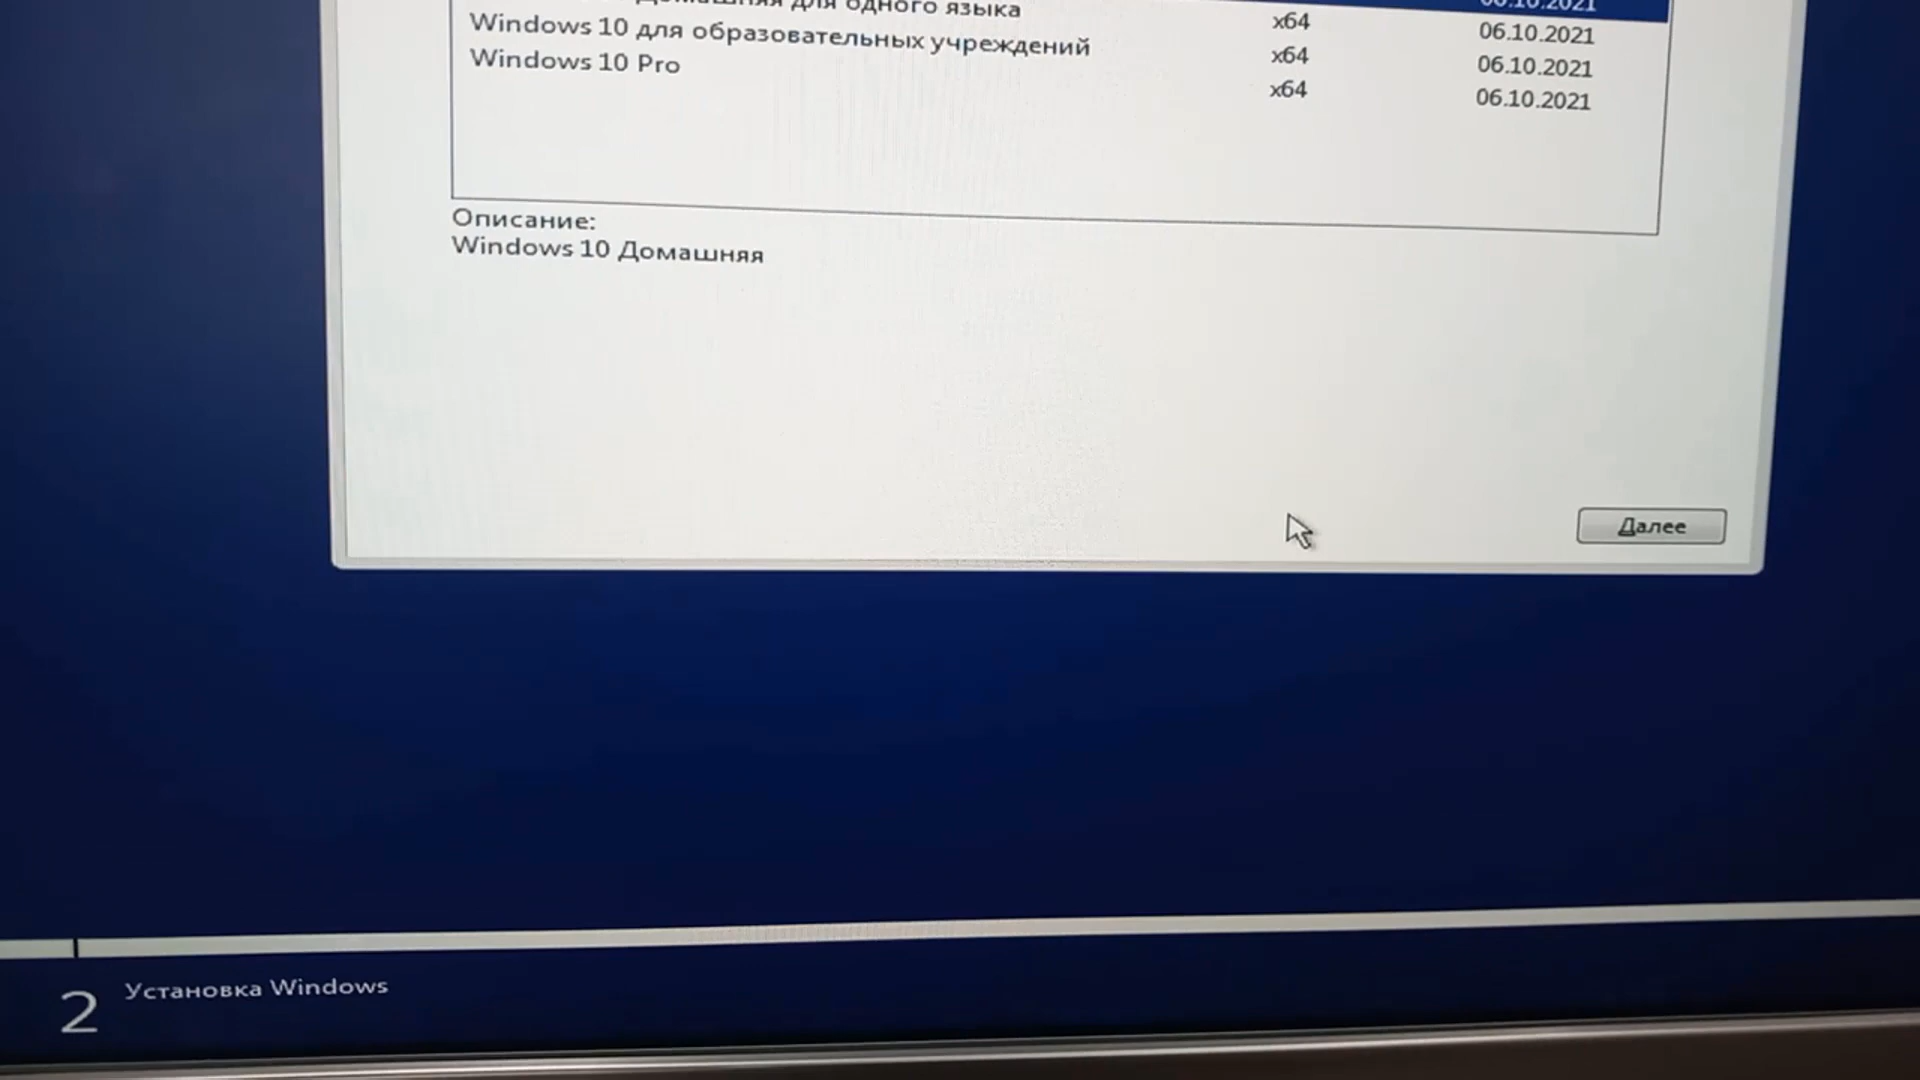 Домашняя для одного языка x64 06.10.2021
Windows 10 для образовательных учреждений x64 06.10.2021
Windows 10 Pro x64 06.10.2021
Описание:
Windows 10 Домашняя
Далее
2 Установка Windows